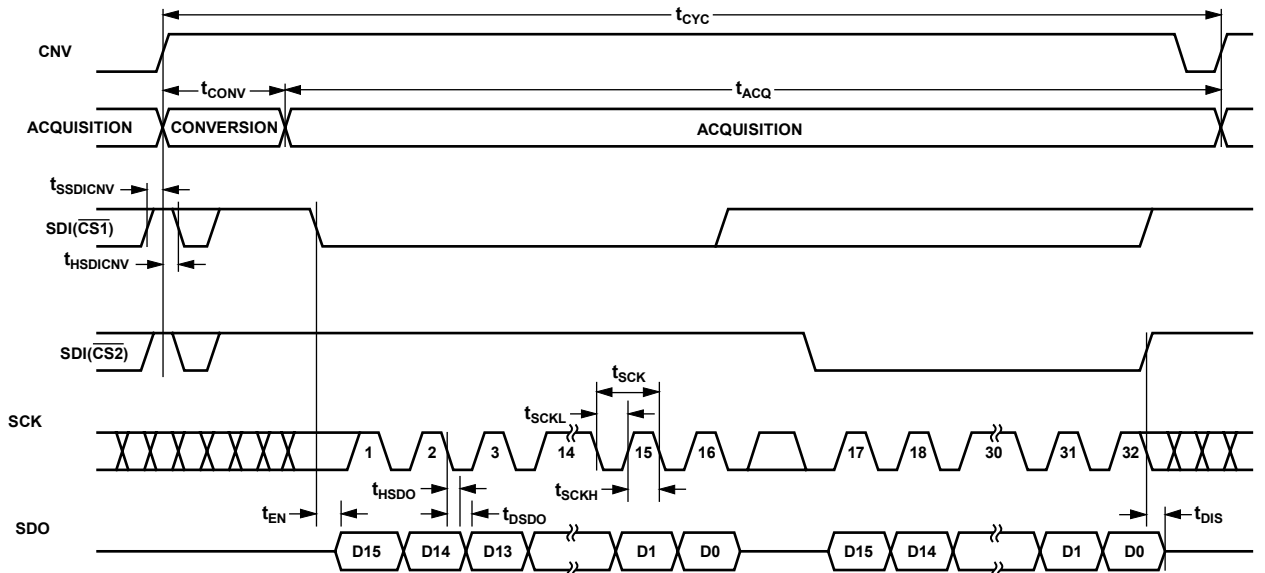 tCYC
CNV
tCONV
tACQ
ACQUISITION
CONVERSION
ACQUISITION
tSSDICNV
SDI(CS1)
tHSDICNV
SDI(CS2)
tSCK
tSCKL
SCK
1 2 3 14 15 16 17 18 30 31 32
tHSDO
tSCKH
tEN
tDSDO
tDIS
SDO
D15 D14 D13 D1 D0 D15 D14 D1 D0